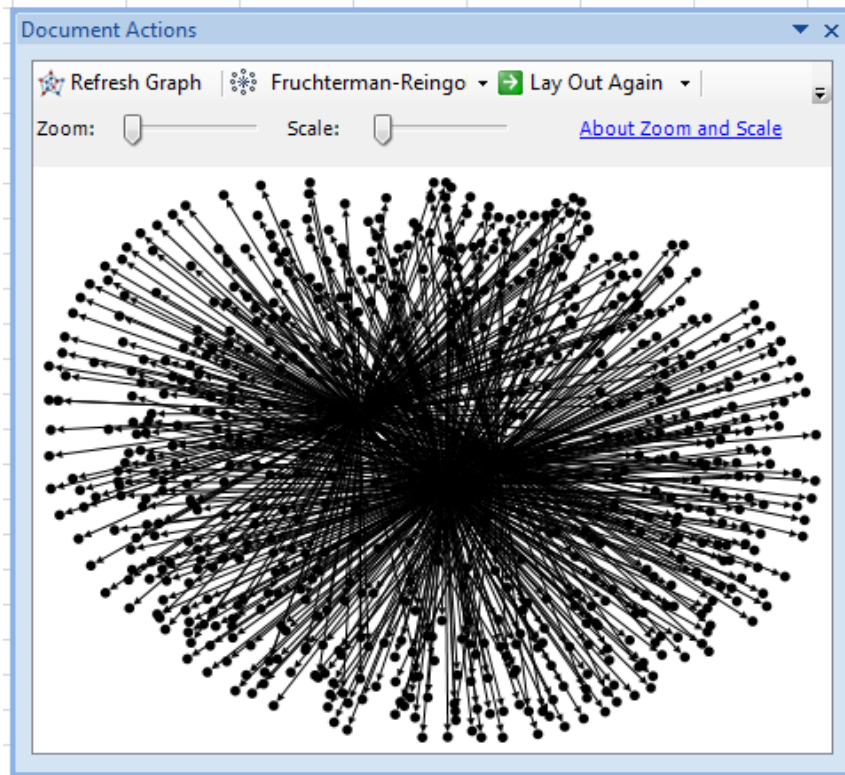 Document Actions
Refresh Graph Fruchterman-Reingo Lay Out Again
Zoom: Scale: About Zoom and Scale